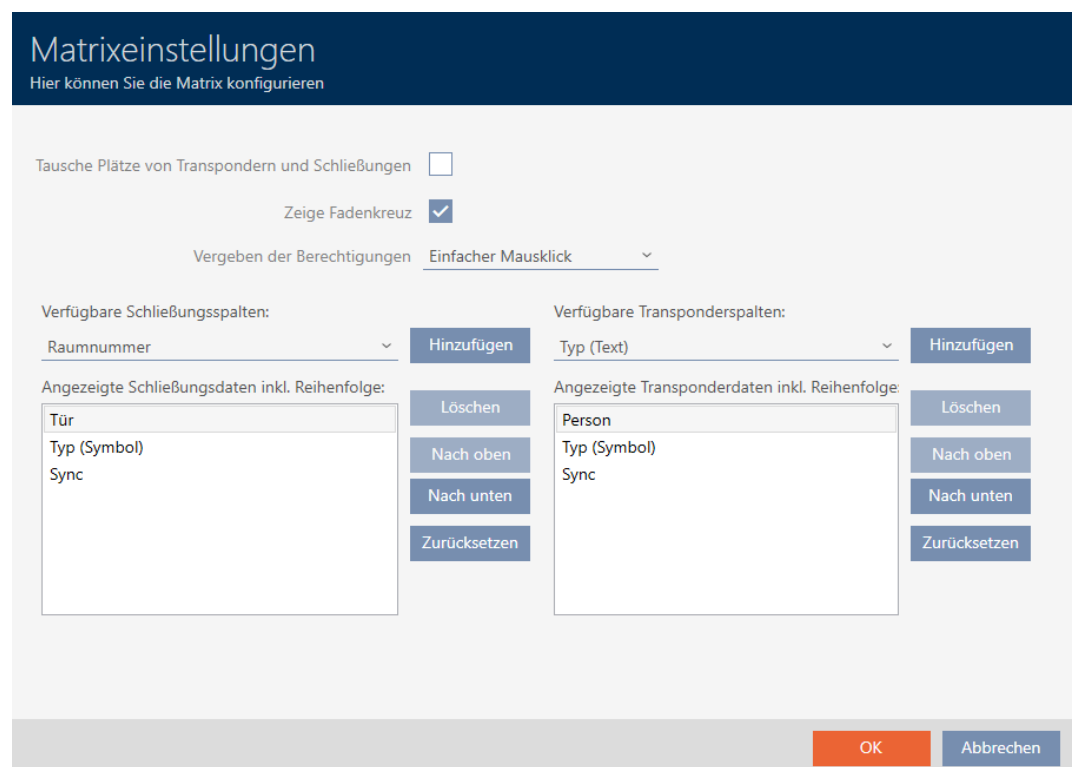 Matrixeinstellungen
Hier können Sie die Matrix konfigurieren
Tausche Plätze von Transpondern und Schließungen
Zeige Fadenkreuz
Vergeben der Berechtigungen Einfacher Mausklick
Verfügbare Schließungsspalten:
Raumnummer Hinzufügen
Angezeigte Schließungsdaten inkl. Reihenfolge:
Tür
Typ (Symbol)
Sync
Löschen
Nach oben
Nach unten
Zurücksetzen
Verfügbare Transponderspalten:
Typ (Text) Hinzufügen
Angezeigte Transponderdaten inkl. Reihenfolge:
Person
Typ (Symbol)
Sync
Löschen
Nach oben
Nach unten
Zurücksetzen
OK Abbrechen